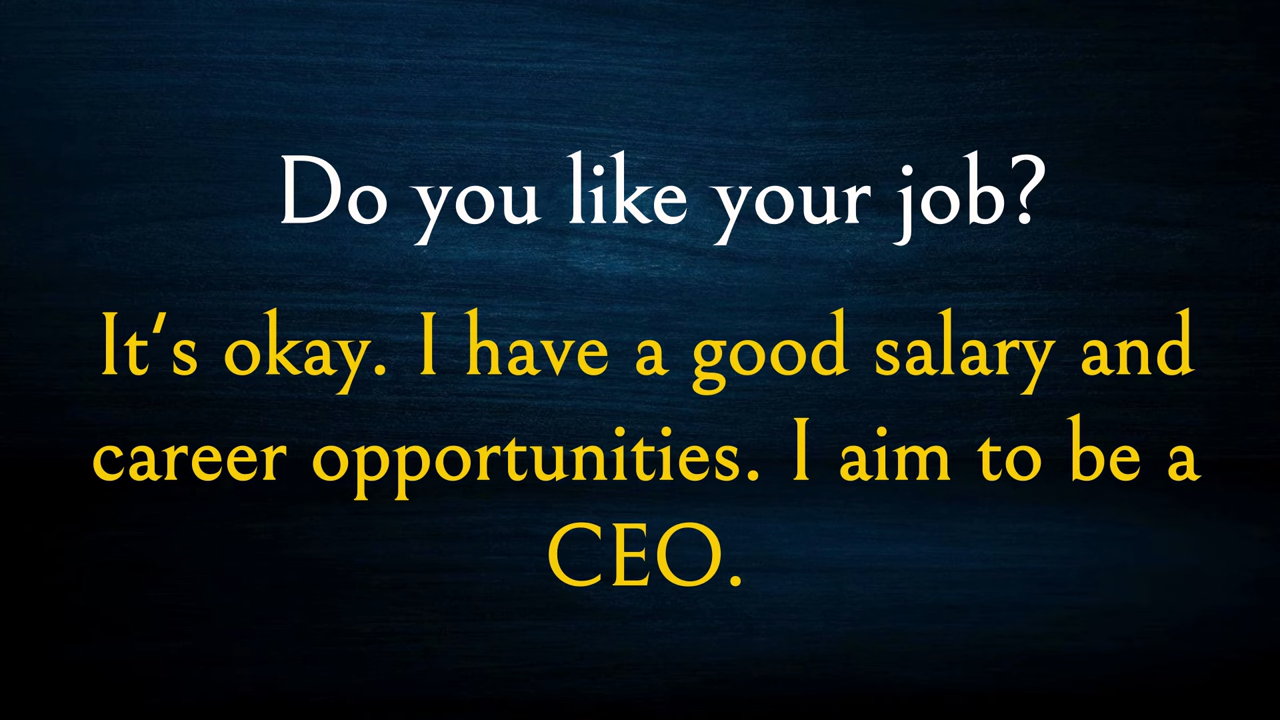 Do you like your job?
It's okay. I have a good salary and
career opportunities. I aim to be a
CEO.